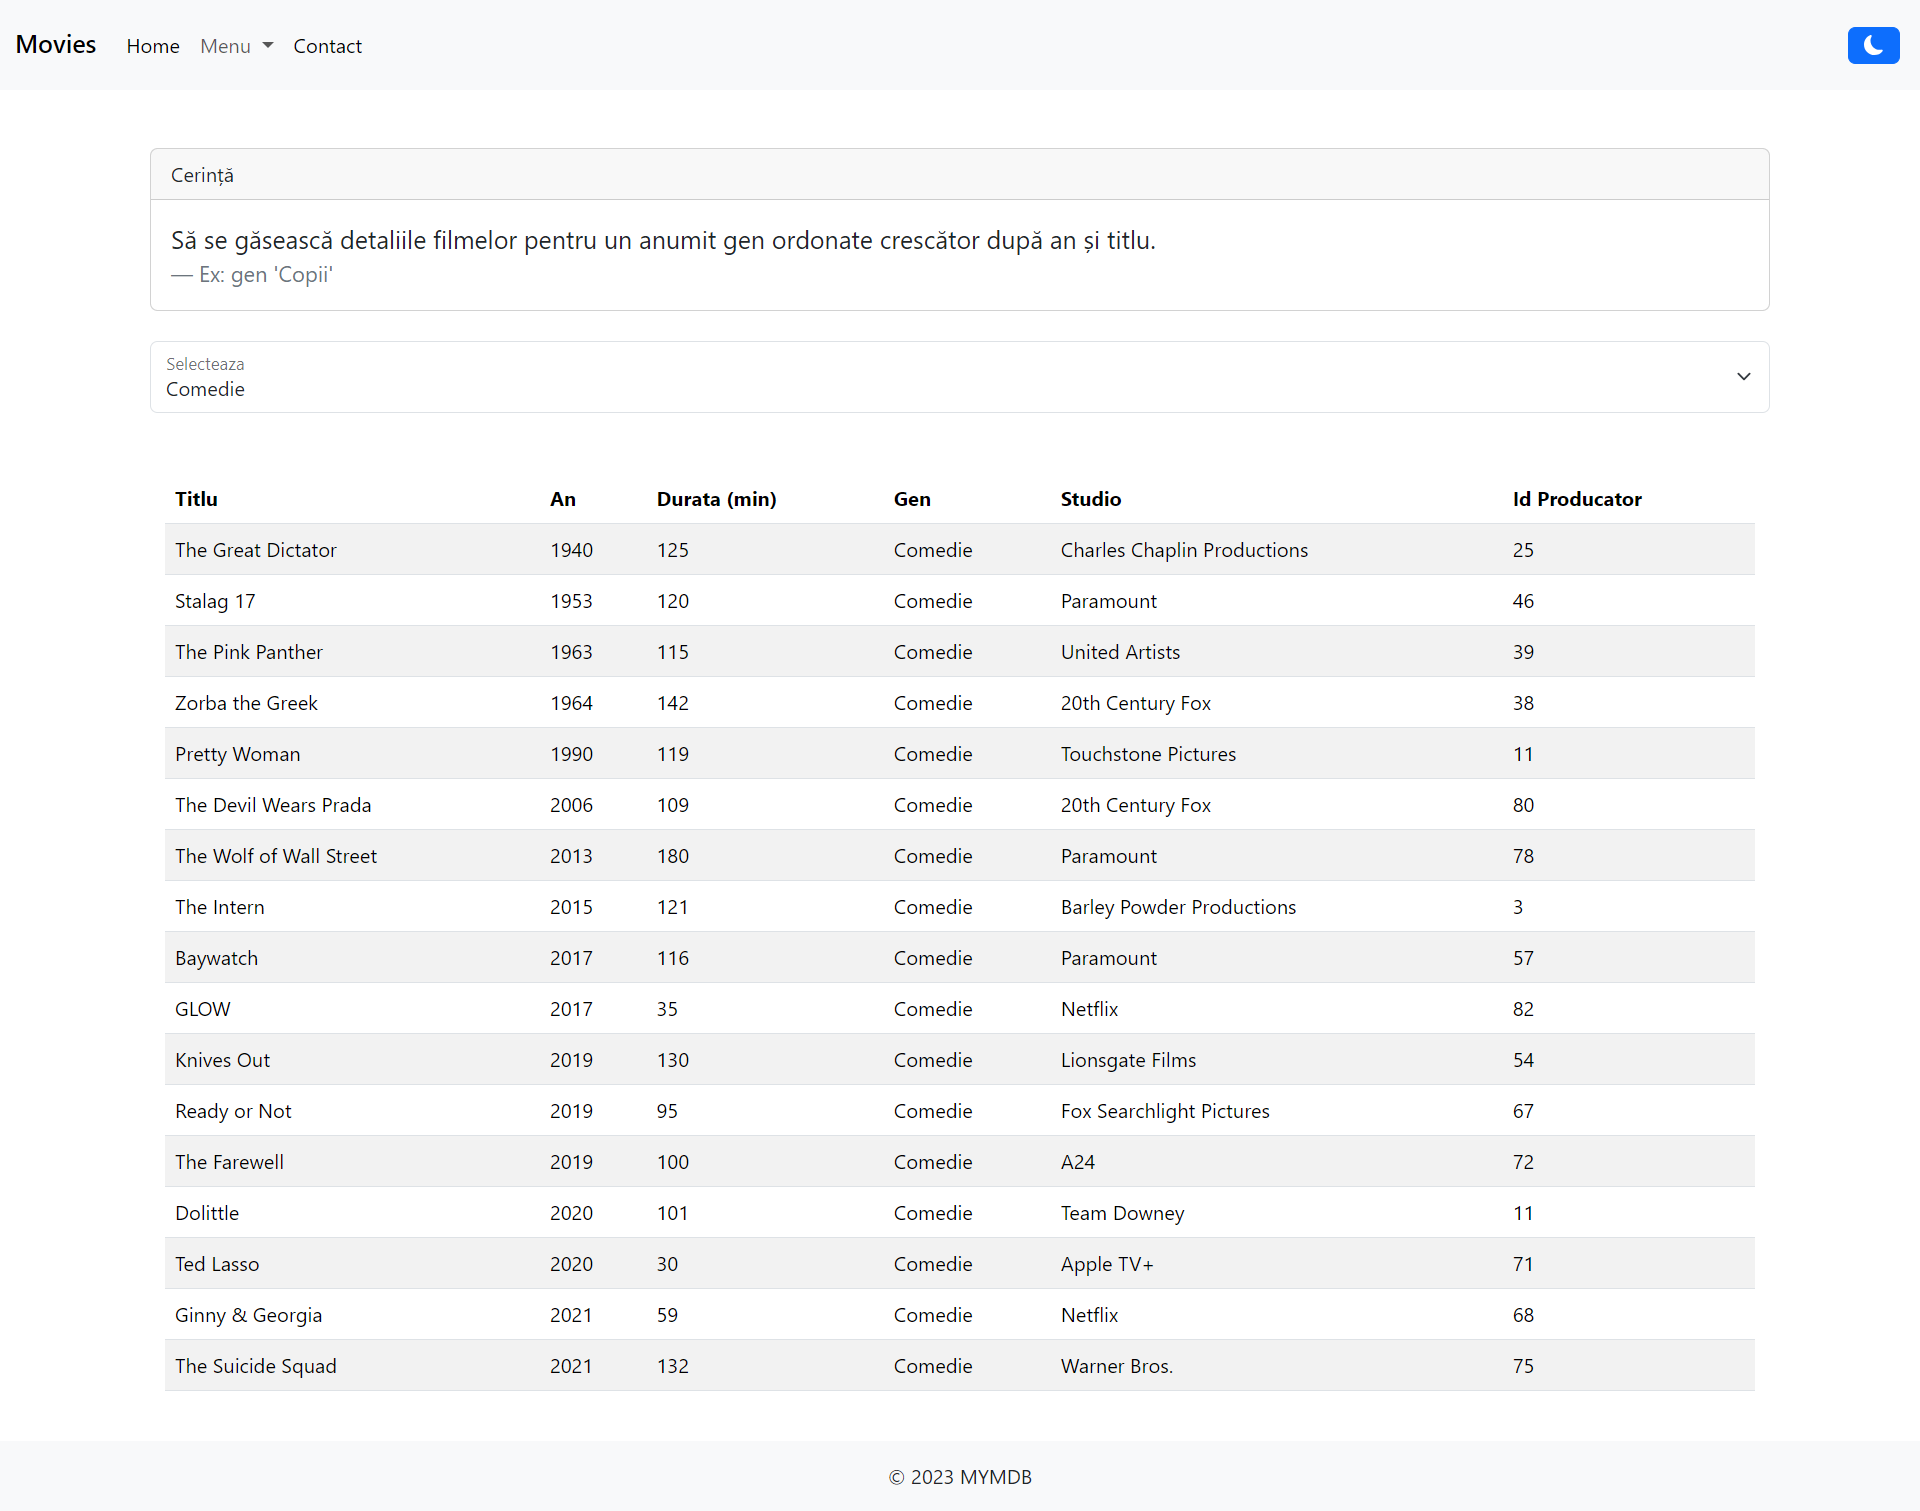 Movies Home Menu Contact
Cerință
Să se găsească detaliile filmelor pentru un anumit gen ordonate crescător după an și titlu.
— Ex: gen 'Copii'
Selecteaza
Comedie
Titlu An Durata (min) Gen Studio Id Producator
The Great Dictator 1940 125 Comedie Charles Chaplin Productions 25
Stalag 17 1953 120 Comedie Paramount 46
The Pink Panther 1963 115 Comedie United Artists 39
Zorba the Greek 1964 142 Comedie 20th Century Fox 38
Pretty Woman 1990 119 Comedie Touchstone Pictures 11
The Devil Wears Prada 2006 109 Comedie 20th Century Fox 80
The Wolf of Wall Street 2013 180 Comedie Paramount 78
The Intern 2015 121 Comedie Barley Powder Productions 3
Baywatch 2017 116 Comedie Paramount 57
GLOW 2017 35 Comedie Netflix 82
Knives Out 2019 130 Comedie Lionsgate Films 54
Ready or Not 2019 95 Comedie Fox Searchlight Pictures 67
The Farewell 2019 100 Comedie A24 72
Dolittle 2020 101 Comedie Team Downey 11
Ted Lasso 2020 30 Comedie Apple TV+ 71
Ginny & Georgia 2021 59 Comedie Netflix 68
The Suicide Squad 2021 132 Comedie Warner Bros. 75
© 2023 MYMDB